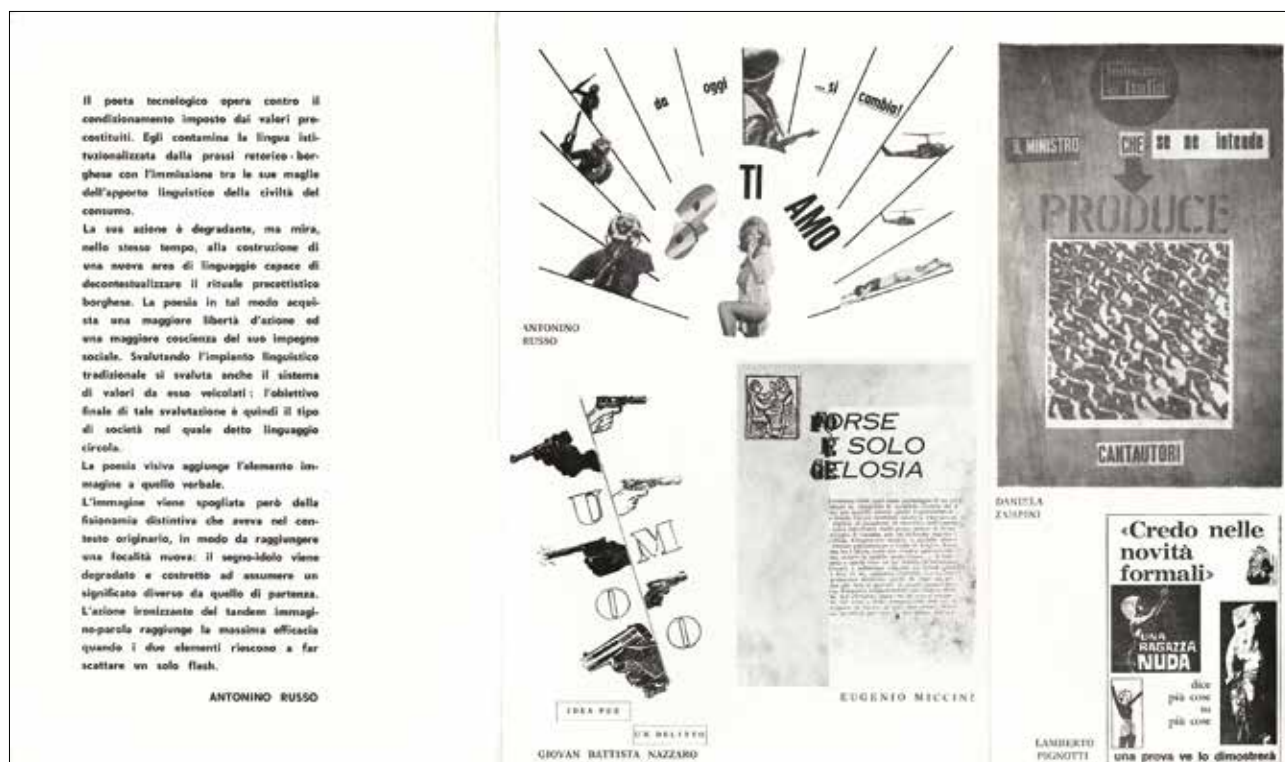 Il poeta tecnologico opera contro il
condizionamento imposto dai valori pre-
costituiti. Egli contamina la lingua isti-
tuzionalizzata dalla prassi retorico-bor-
ghese con l'immissione tra le sue maglie
dell'apporto linguistico della civiltà del
consumo.
La sua azione è degradante, ma mira,
nello stesso tempo, alla costruzione di
una nuova area di linguaggio capace di
decontestualizzare il rituale precettistico
borghese. La poesia in tal modo acqui-
sta una maggiore libertà d'azione ed
una maggiore coscienza del suo impegno
sociale. Svalutando l'impianto linguistico
tradizionale si svaluta anche il sistema
di valori da esso veicolati: l'obiettivo
finale di tale svalutazione è quindi il tipo
di società nel quale detto linguaggio
circola.
La poesia visiva aggiunge l'elemento im-
magine a quello verbale.
L'immagine viene spogliata però della
fisionomia distintiva che aveva nel con-
testo originario, in modo da raggiungere
una focalità nuova: il segno-idolo viene
degradato e costretto ad assumere un
significato diverso da quello di partenza.
L'azione ironizzante del tandem immagi-
ne-parola raggiunge la massima efficacia
quando i due elementi riescono a far
scattare un solo flash.
ANTONINO RUSSO
da oggi ... si cambia!
TI AMO
ANTONINO
RUSSO
U
M
O
O
IDEA PER
UN DELITTO
GIOVAN BATTISTA NAZZARO
FORSE
E' SOLO
GELOSIA
EUGENIO MICCINI
d'Italia
IL MINISTRO CHE se ne intende
PRODUCE
CANTAUTORI
DANIELA
«Credo nelle
novità
formali»
UNA
RAGAZZA
NUDA
dice
più cose
su
più cose
LAMBERTO
PIGNOTTI
una prova ve lo dimostrerà